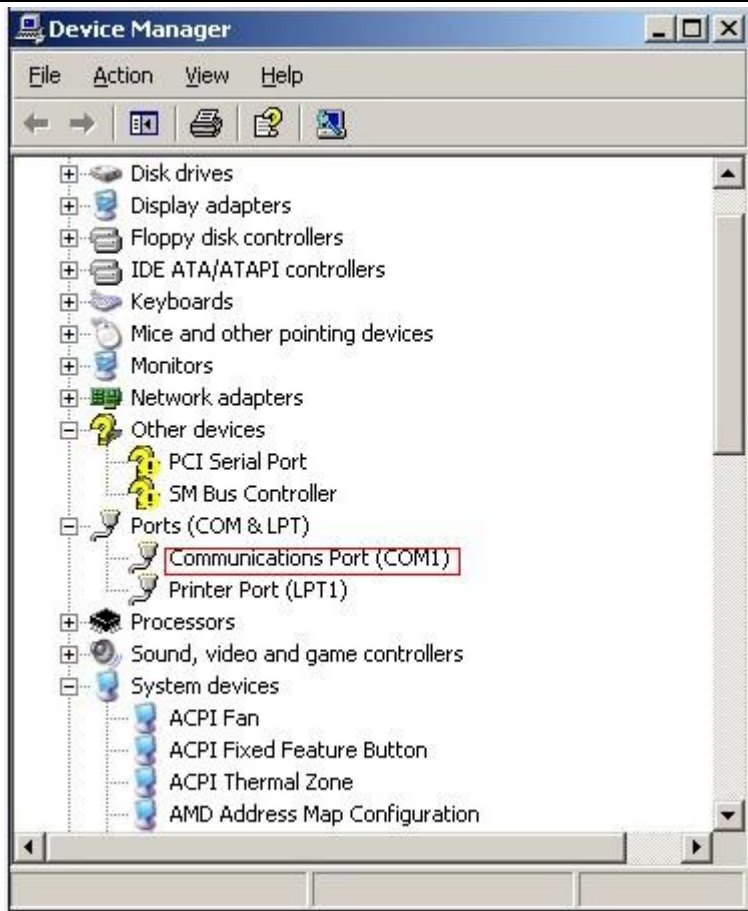 Device Manager
File Action View Help
Disk drives
Display adapters
Floppy disk controllers
IDE ATA/ATAPI controllers
Keyboards
Mice and other pointing devices
Monitors
Network adapters
Other devices
PCI Serial Port
SM Bus Controller
Ports (COM & LPT)
Communications Port (COM1)
Printer Port (LPT1)
Processors
Sound, video and game controllers
System devices
ACPI Fan
ACPI Fixed Feature Button
ACPI Thermal Zone
AMD Address Map Configuration